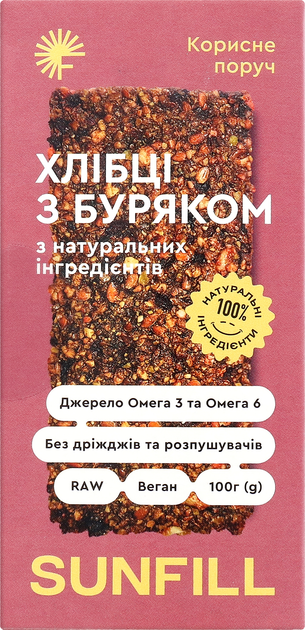 Корисне
поруч
ХЛІБЦІ
З БУРЯКОМ
з натуральних
інгредієнтів
НАТУРАЛЬНІ
100%
ІНГРЕДІЄНТИ
Джерело Омега 3 та Омега 6
Без дріжджів та розпушувачів
RAW Веган 100г (g)
SUNFILL